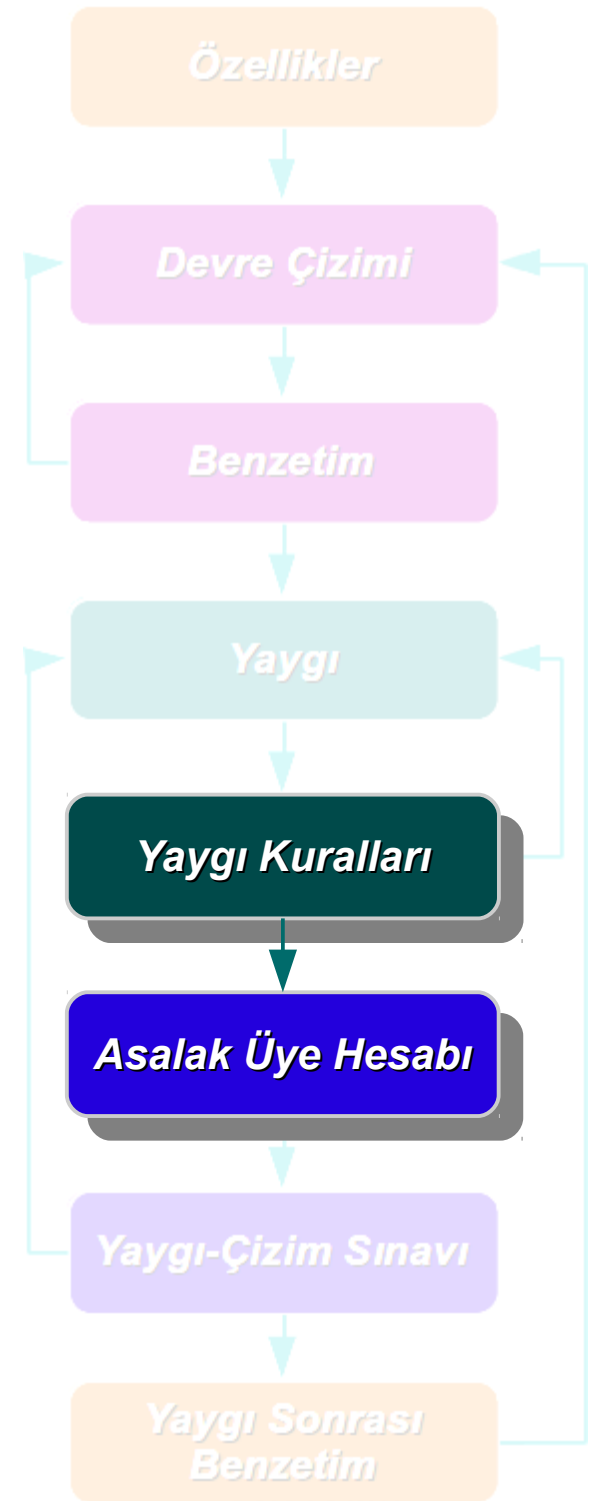 Özellikler
Devre Çizimi
Benzetim
Yaygı
Yaygı Kuralları
Asalak Üye Hesabı
Yaygı-Çizim Sınavı
Yaygı Sonrası
Benzetim